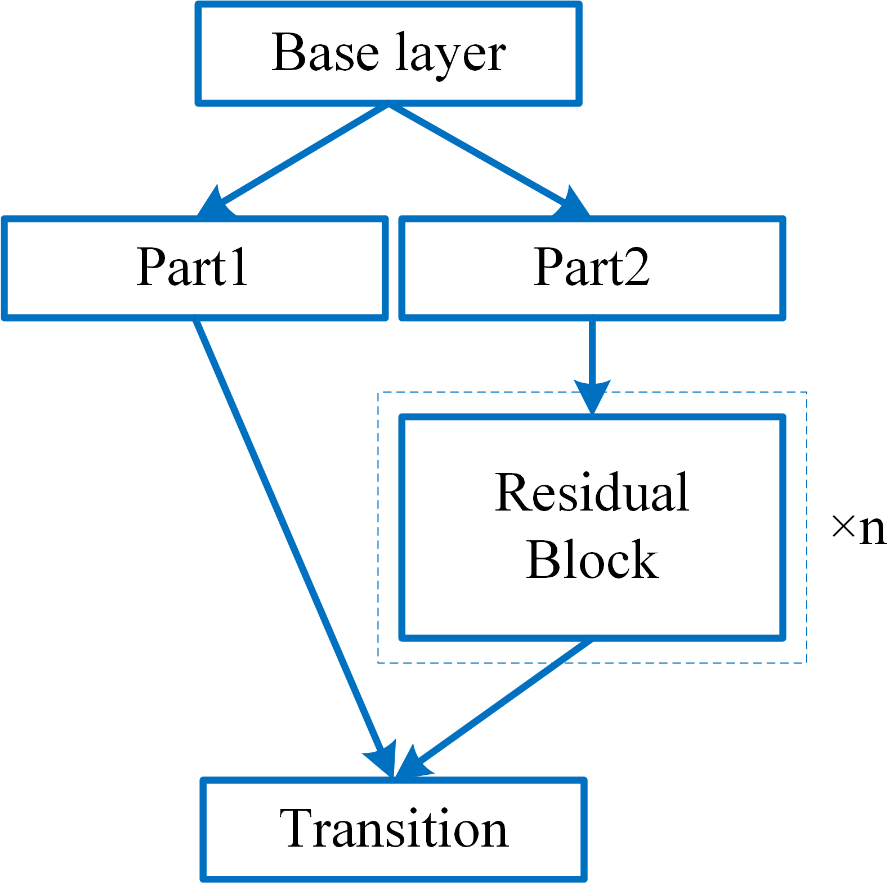 Base layer
Part1
Part2
Residual
Block
×n
Transition